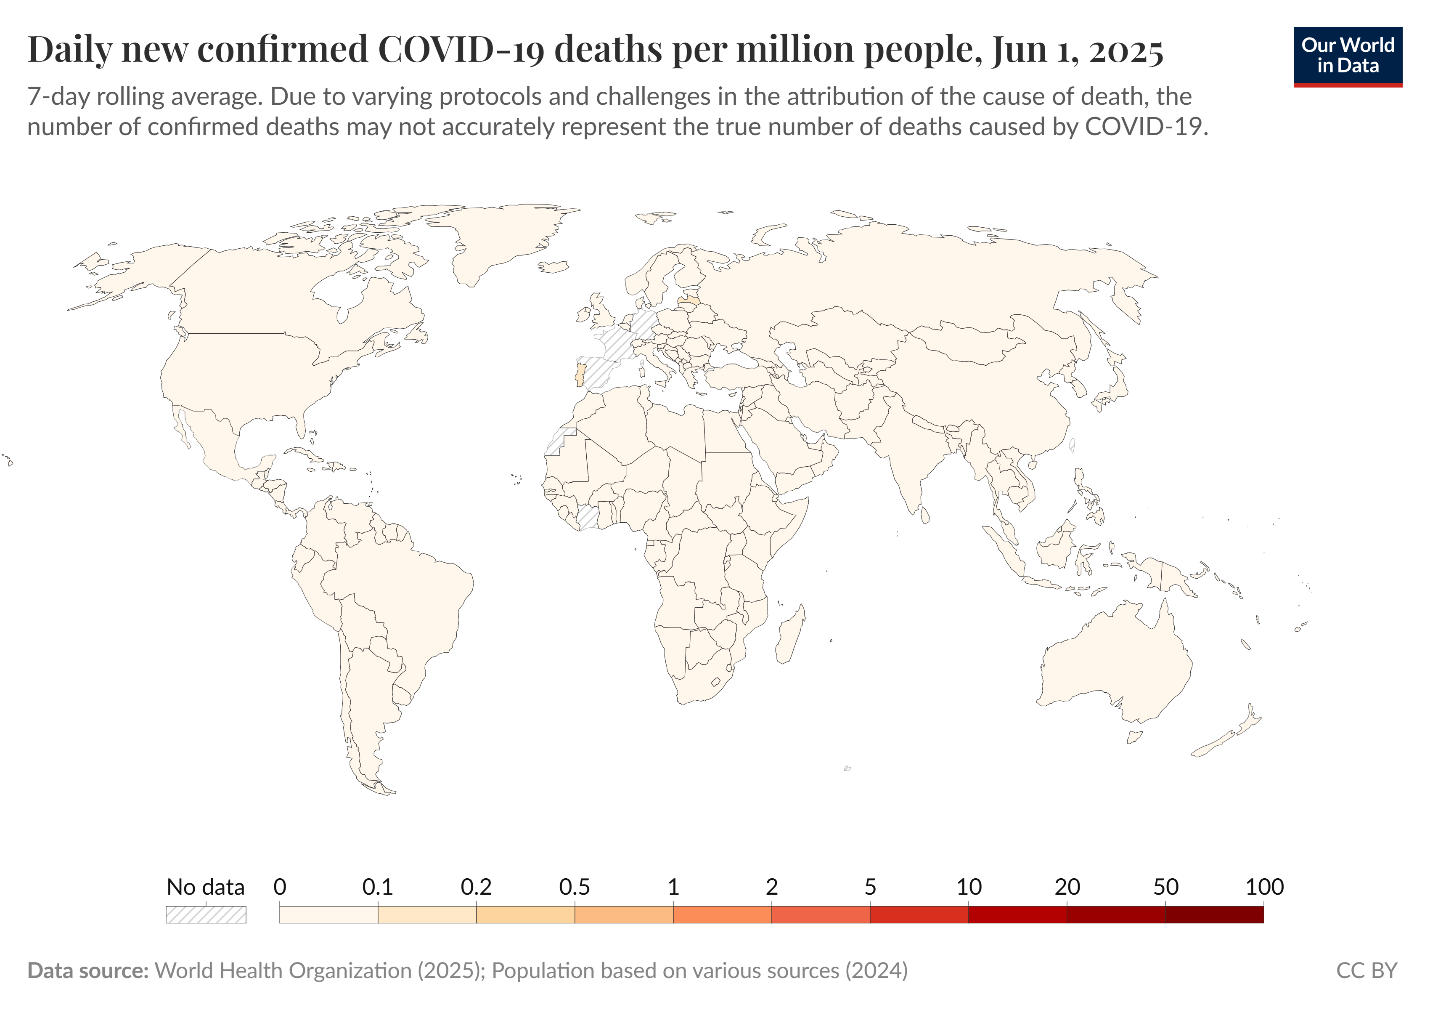 Daily new confirmed COVID-19 deaths per million people, Jun 1, 2025
Our World
in Data
7-day rolling average. Due to varying protocols and challenges in the attribution of the cause of death, the
number of confirmed deaths may not accurately represent the true number of deaths caused by COVID-19.
No data 0 0.1 0.2 0.5 1 2 5 10 20 50 100
Data source: World Health Organization (2025); Population based on various sources (2024)
CC BY